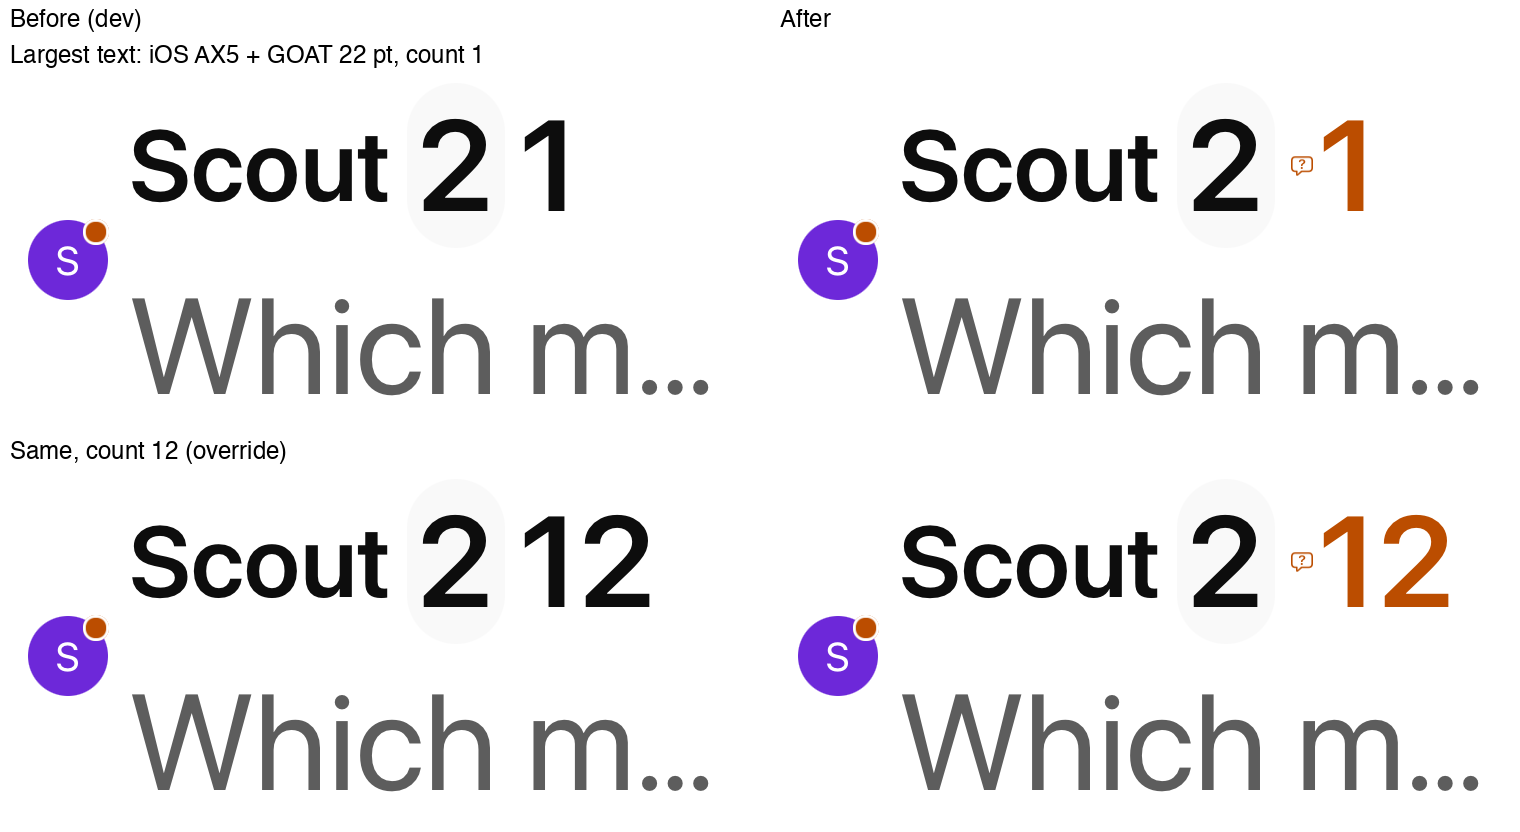 Before (dev)
After
Largest text: iOS AX5 + GOAT 22 pt, count 1
Scout 2 1
Scout 2 ? 1
S
S
Which m...
Which m...
Same, count 12 (override)
Scout 2 12
Scout 2 ? 12
S
S
Which m...
Which m...